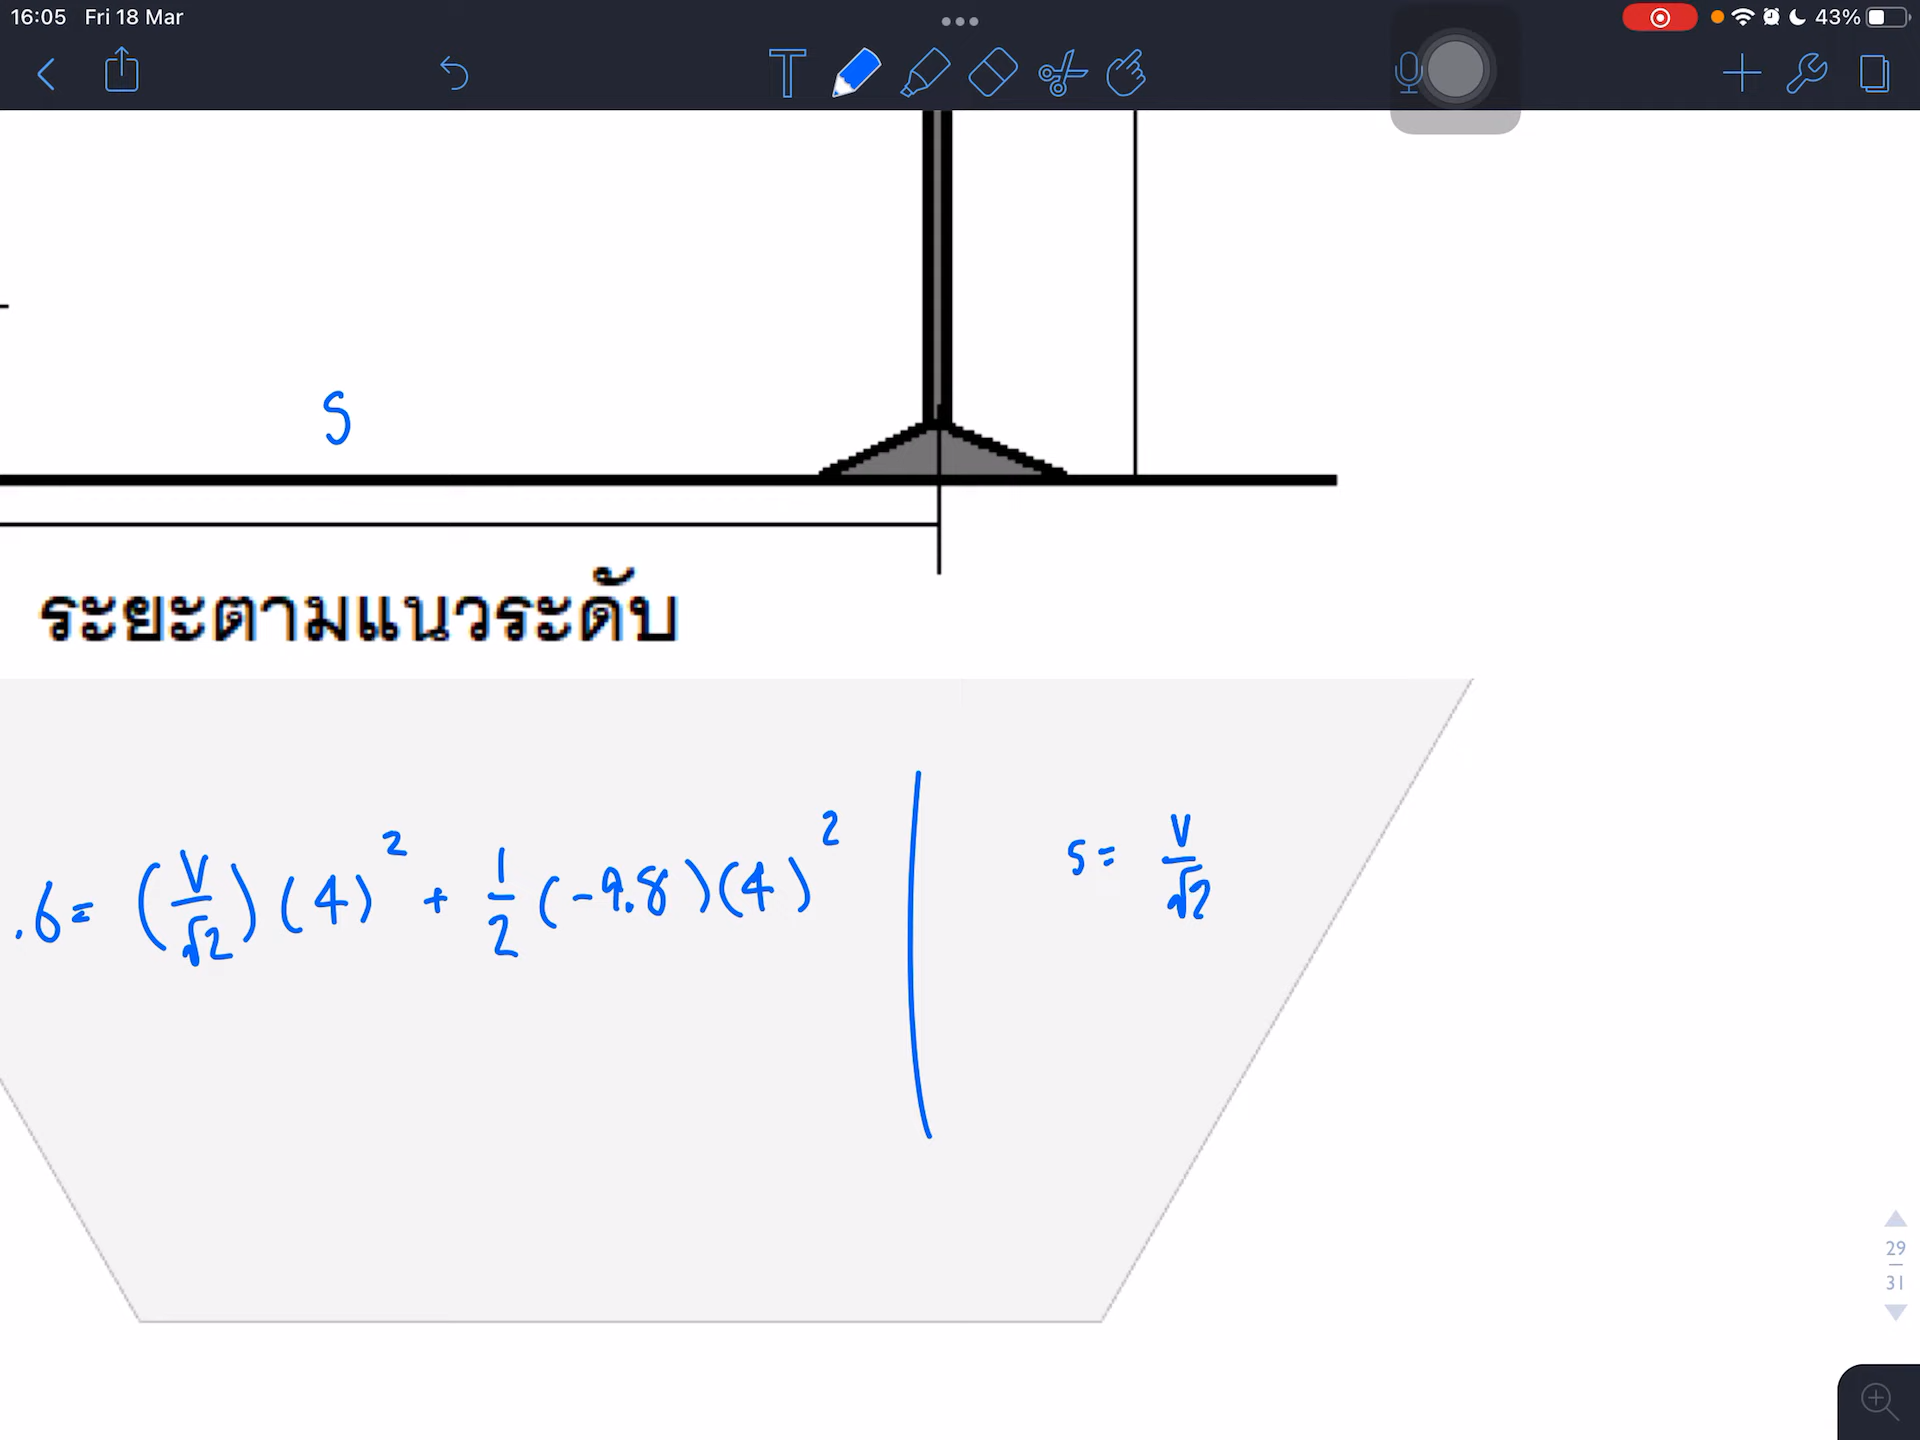 16:05 Fri 18 Mar
43%
T
S
ระยะตามแนวระดับ
.6 = (v/√2)(4)² + 1/2(-9.8)(4)²
s = v/√2
29
31